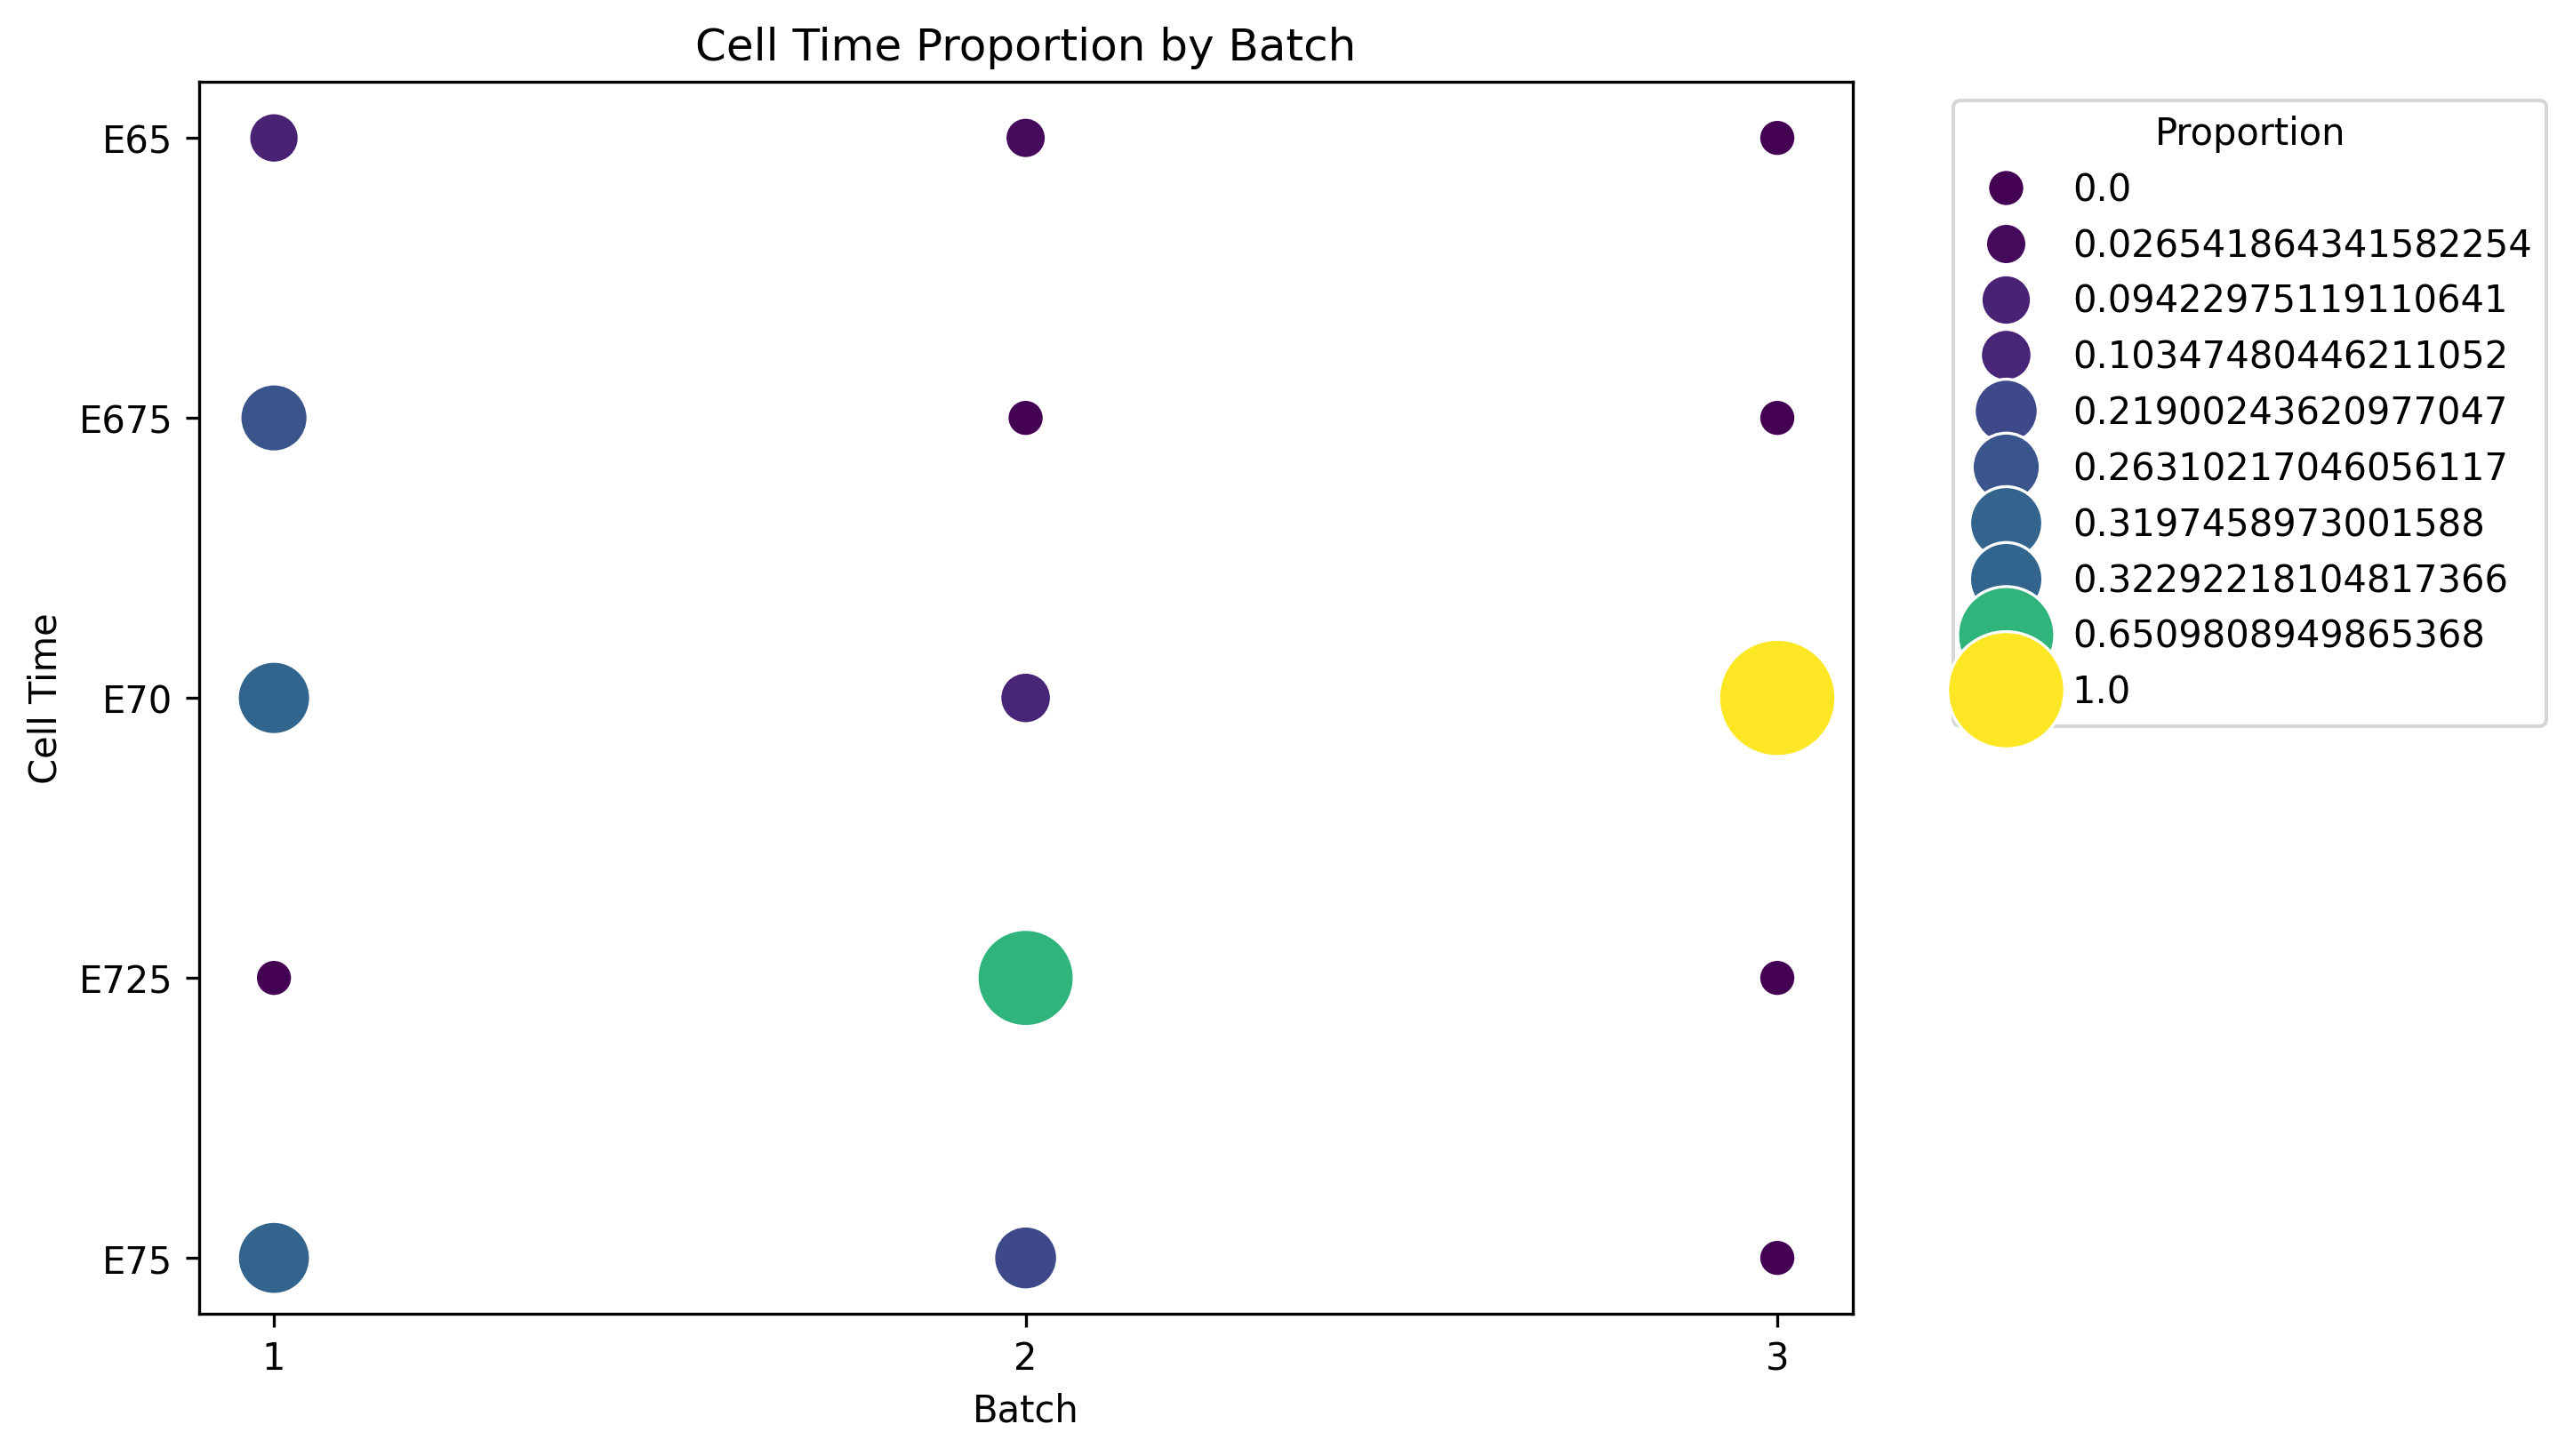 Cell Time Proportion by Batch
Cell Time
E65
E675
E70
E725
E75
1 2 3
Batch
Proportion
0.0
0.026541864341582254
0.09422975119110641
0.10347480446211052
0.21900243620977047
0.26310217046056117
0.3197458973001588
0.32292218104817366
0.6509808949865368
1.0